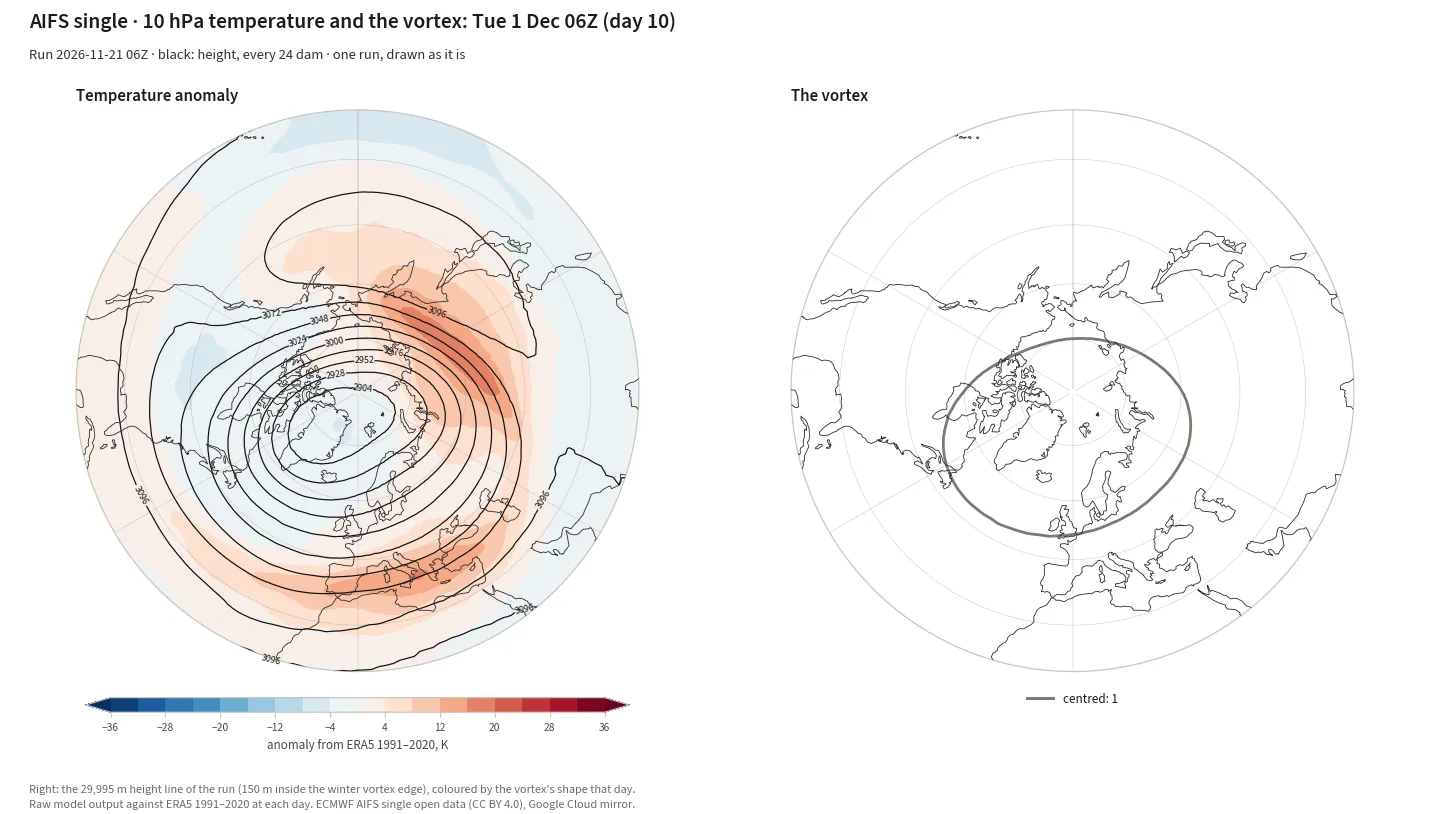 AIFS single · 10 hPa temperature and the vortex: Tue 1 Dec 06Z (day 10)
Run 2026-11-21 06Z · black: height, every 24 dam · one run, drawn as it is
Temperature anomaly
The vortex
3096
3072
3048
3024
3000
2976
2952
2928
2904
3096
3096
3096
3096
−36 −28 −20 −12 −4 4 12 20 28 36
anomaly from ERA5 1991–2020, K
centred: 1
Right: the 29,995 m height line of the run (150 m inside the winter vortex edge), coloured by the vortex's shape that day.
Raw model output against ERA5 1991–2020 at each day. ECMWF AIFS single open data (CC BY 4.0), Google Cloud mirror.